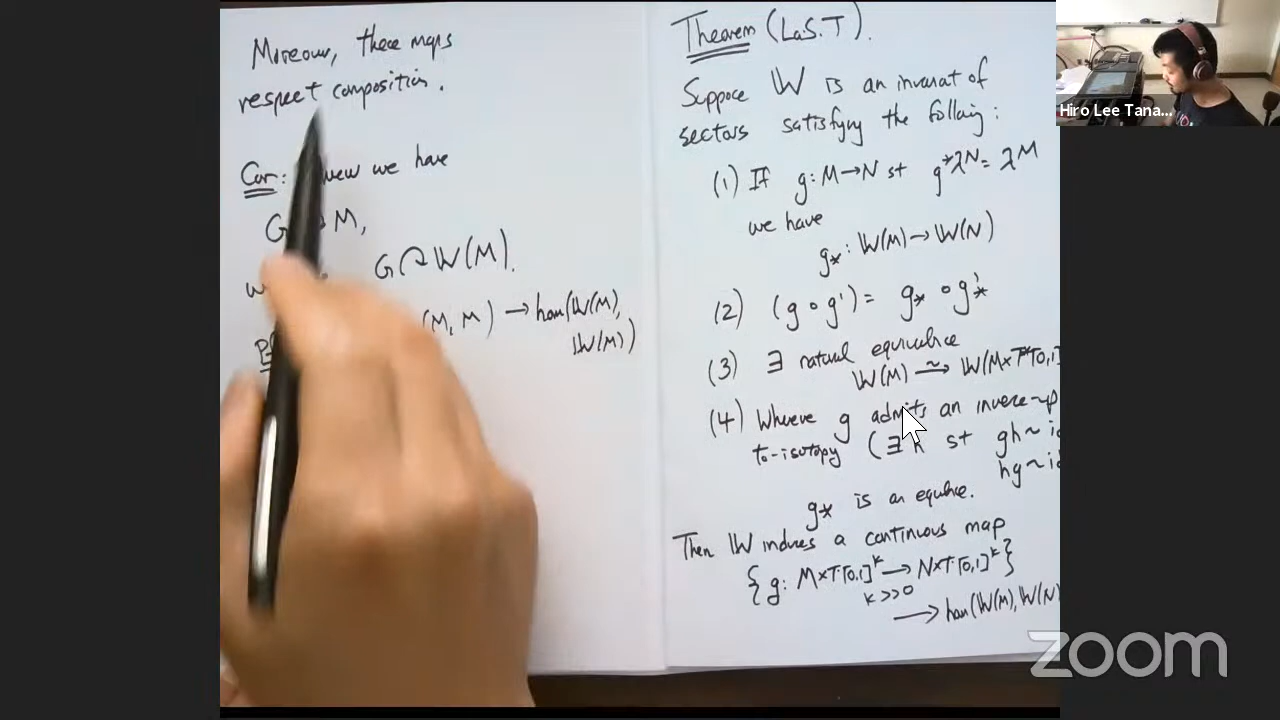 Moreover, these maps
respect composition.
Cor: we have
G M,
G ↷ W(M).
(M, M) → hom(W(M),
W(M))
Theorem (LaS.T).
Suppose W is an invariat of
sectors satisfying the following:
(1) If g: M→N st g*λᴺ = λᴹ
we have
g⁎: W(M) → W(N)
(2) (g ∘ g') = g⁎ ∘ g'⁎
(3) ∃ natural equivalence
W(M) ⥲ W(M×T*[0,1]
(4) Whenever g admits an inverse-up
to-isotopy (∃ h st gh ~ id
hg ~ id
g⁎ is an equivalence.
Then W induces a continuous map
{g: M×T*[0,1]ᵏ → N×T*[0,1]ᵏ}
k >> 0
→ hom(W(M), W(N)
Hiro Lee Tana...
zoom